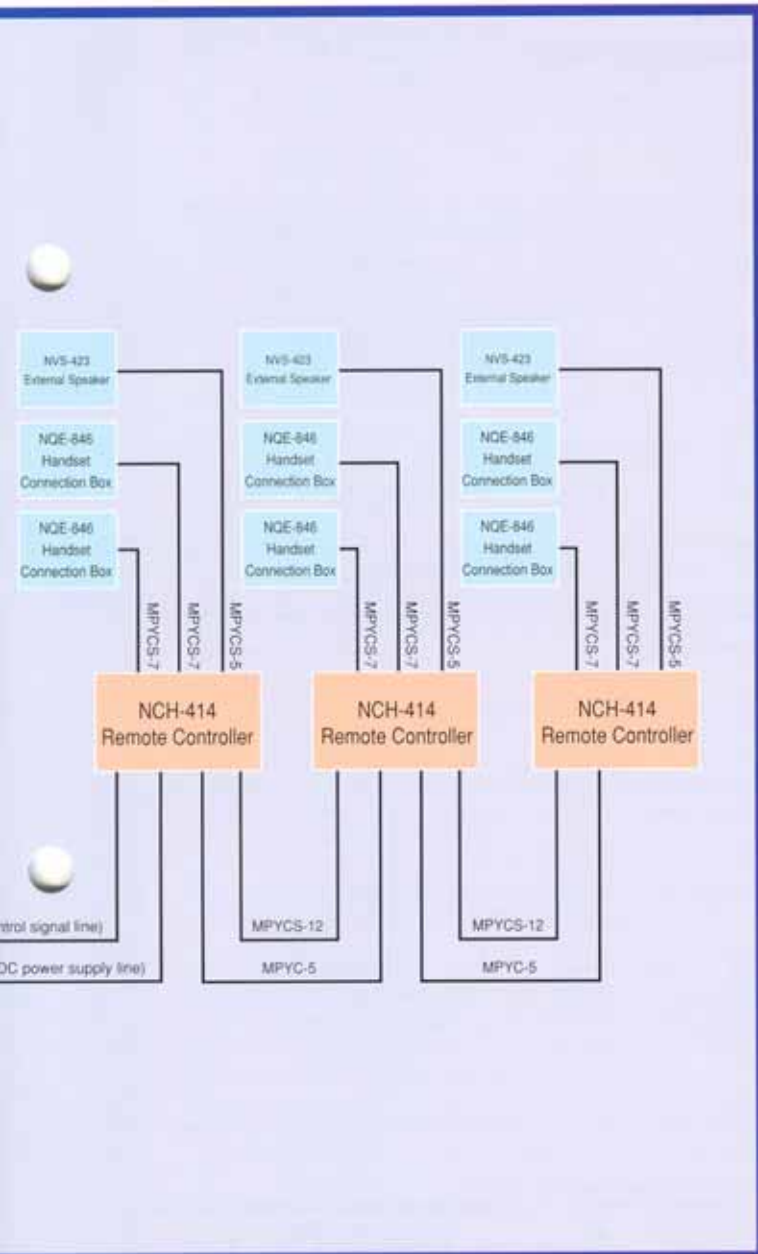 NVS-423
External Speaker
NVS-423
External Speaker
NVS-423
External Speaker
NQE-846
Handset
Connection Box
NQE-846
Handset
Connection Box
NQE-846
Handset
Connection Box
NQE-846
Handset
Connection Box
NQE-846
Handset
Connection Box
NQE-846
Handset
Connection Box
MPYCS-7
MPYCS-7
MPYCS-5
MPYCS-7
MPYCS-7
MPYCS-5
MPYCS-7
MPYCS-7
MPYCS-5
NCH-414
Remote Controller
NCH-414
Remote Controller
NCH-414
Remote Controller
ntrol signal line)
MPYCS-12
MPYCS-12
DC power supply line)
MPYC-5
MPYC-5